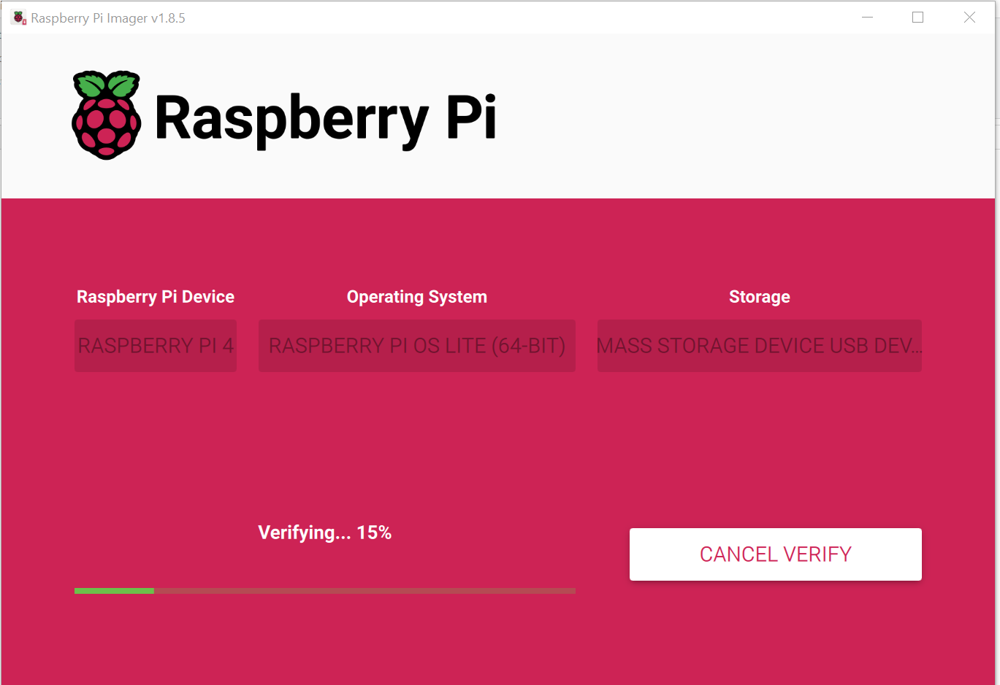 Raspberry Pi Imager v1.8.5
Raspberry Pi
Raspberry Pi Device
Operating System
Storage
RASPBERRY PI 4
RASPBERRY PI OS LITE (64-BIT)
MASS STORAGE DEVICE USB DEV...
Verifying... 15%
CANCEL VERIFY